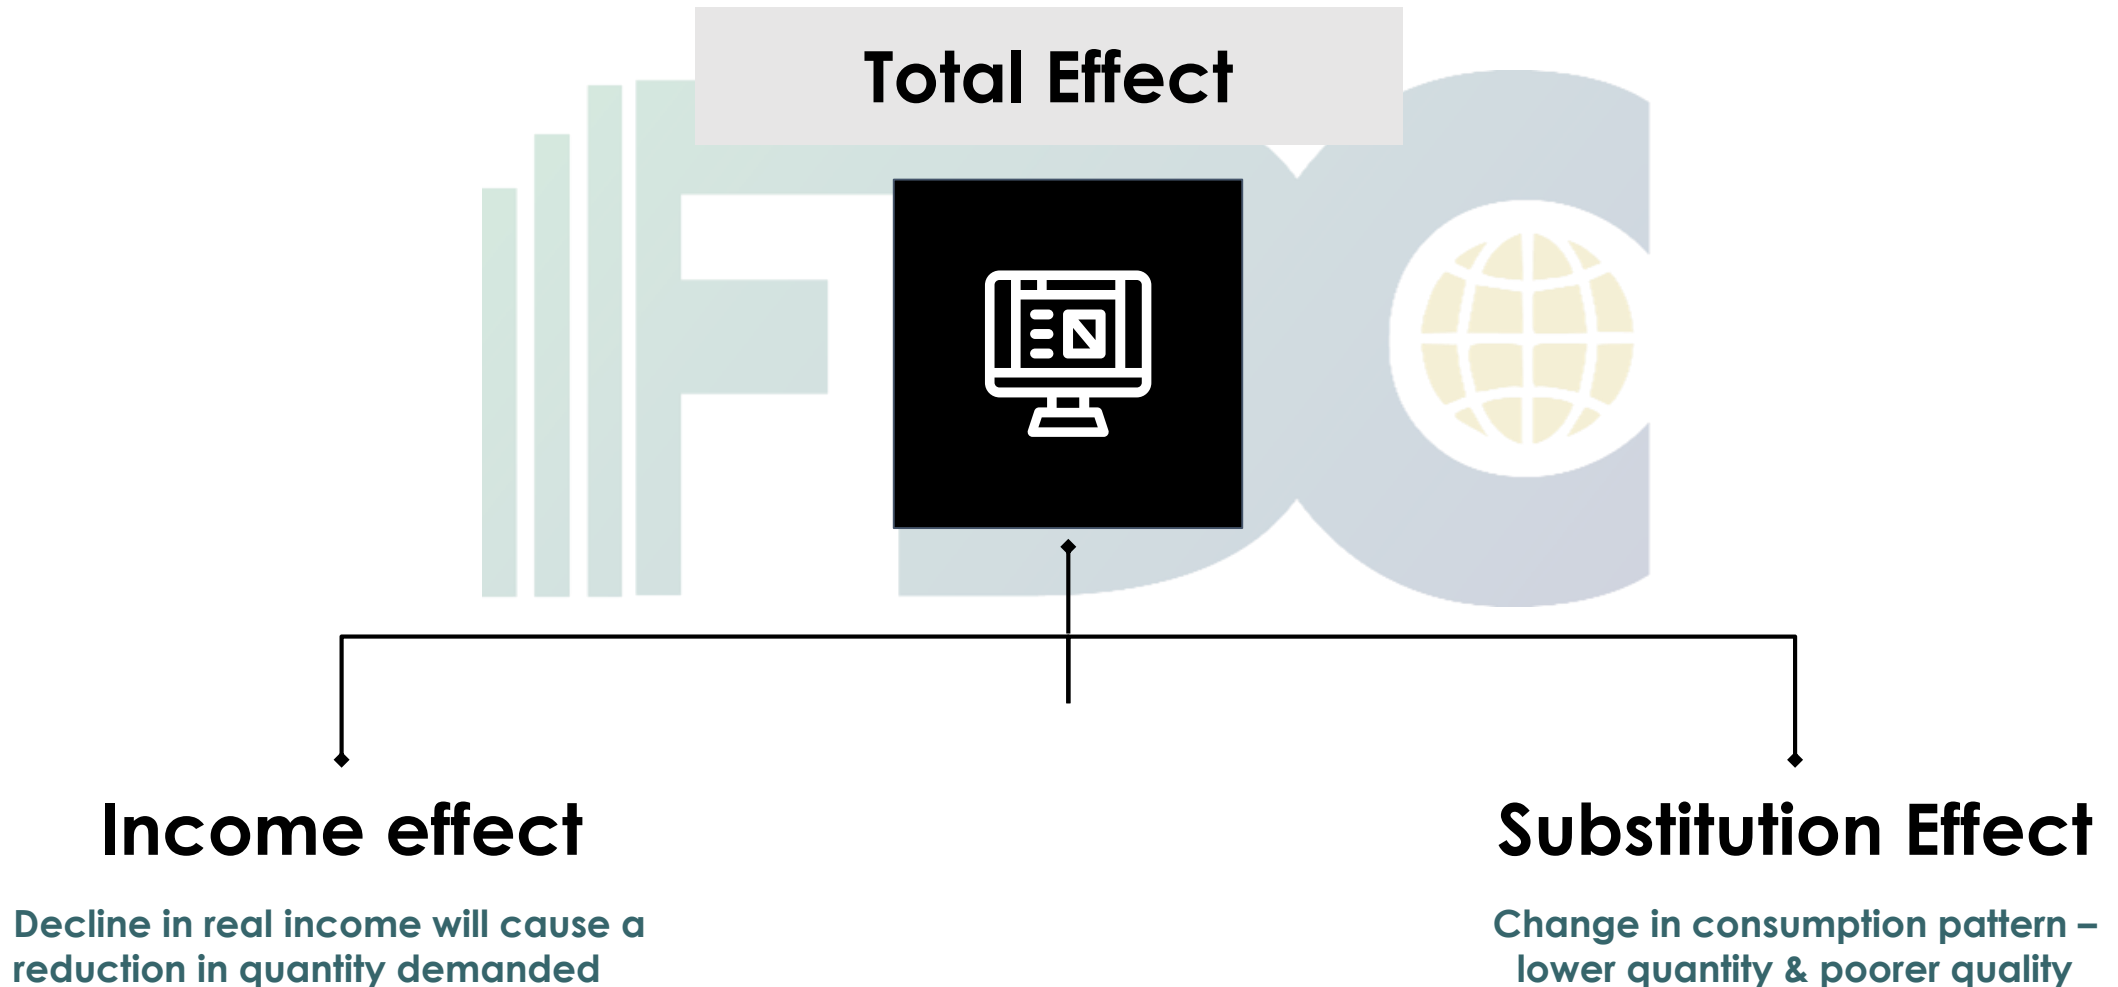 Total Effect
FDC
Income effect
Substitution Effect
Decline in real income will cause a
reduction in quantity demanded
Change in consumption pattern –
lower quantity & poorer quality